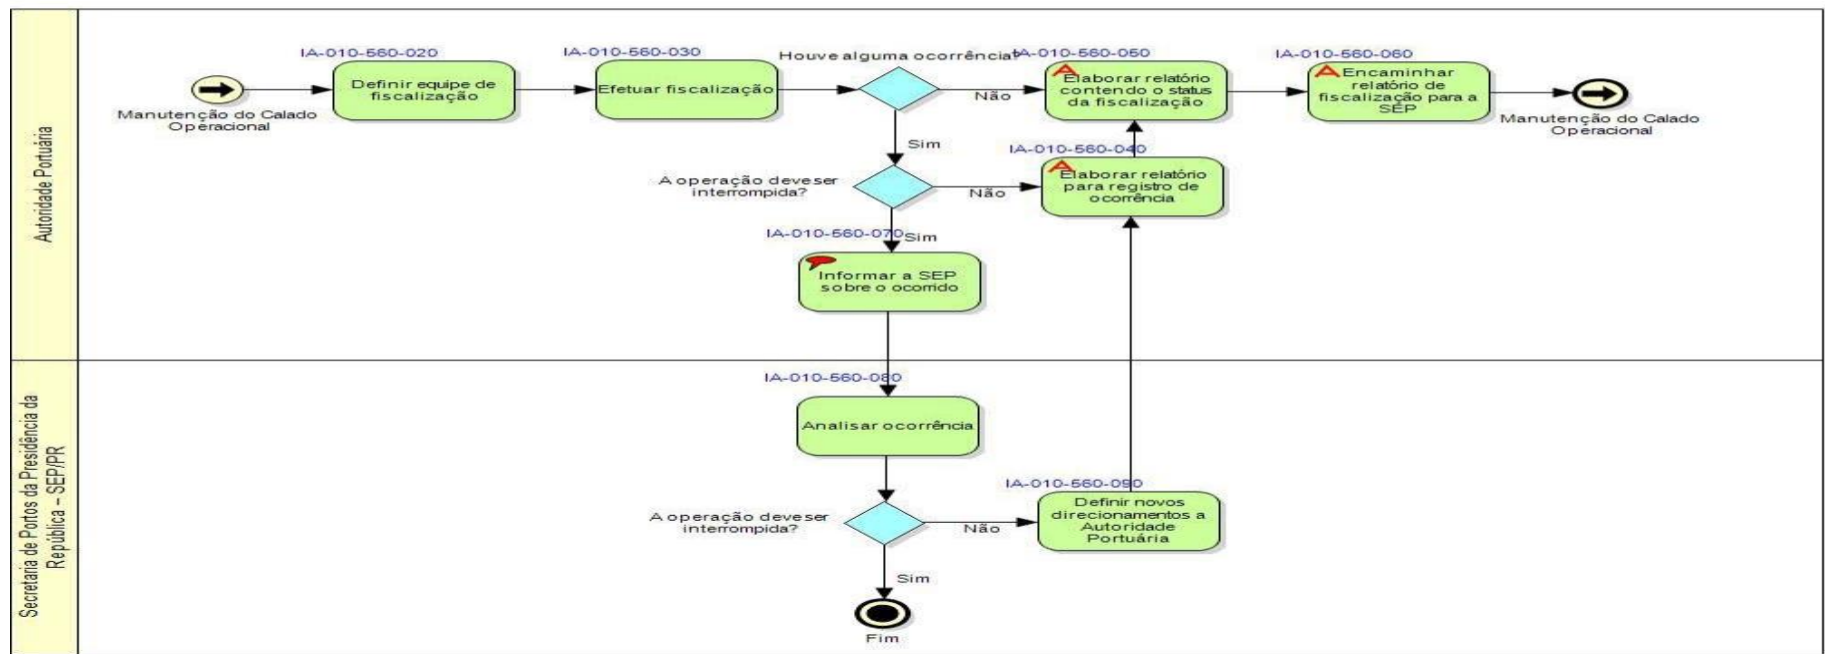 Autoridade Portuária
IA-010-560-020
IA-010-560-030
Houve alguma ocorrência?
IA-010-560-050
IA-010-560-060
Manutenção do Calado
Operacional
Definir equipe de
fiscalização
Efetuar fiscalização
Não
Elaborar relatório
contendo o status
da fiscalização
Encaminhar
relatório de
fiscalização para a
SEP
Manutenção do Calado
Operacional
Sim
IA-010-560-040
A operação deve ser
interrompida?
Não
Elaborar relatório
para registro de
ocorrência
IA-010-560-070
Sim
Informar a SEP
sobre o ocorrido
Secretaria de Portos da Presidência da
República – SEP/PR
IA-010-560-080
Analisar ocorrência
IA-010-560-090
A operação deve ser
interrompida?
Não
Definir novos
direcionamentos a
Autoridade
Portuária
Sim
Fim